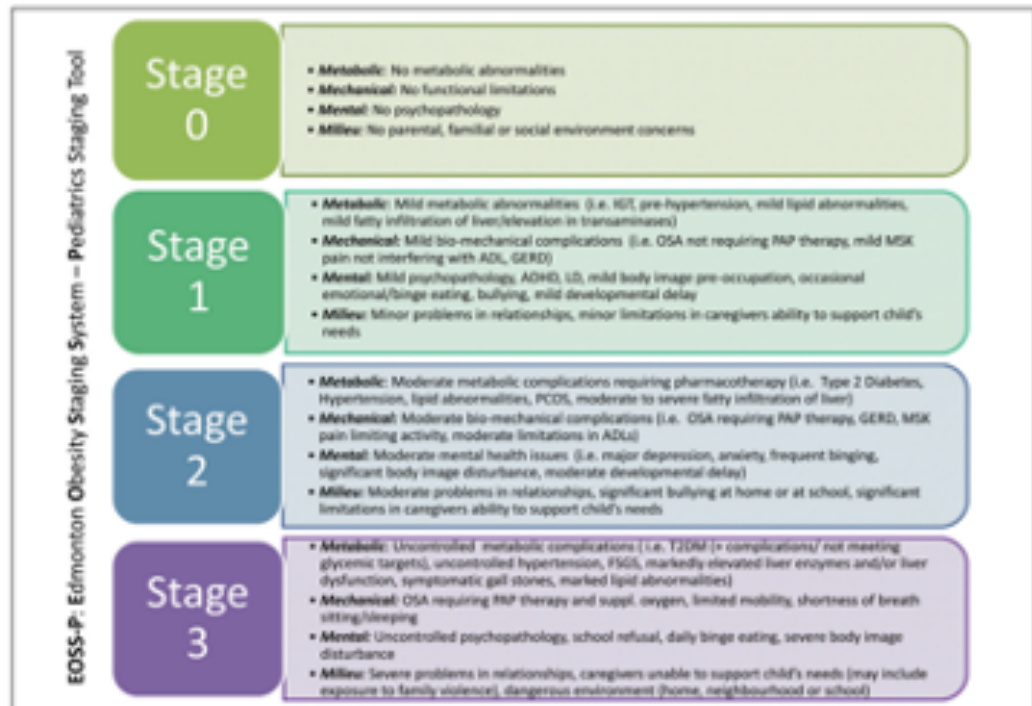 EOSS-P: Edmonton Obesity Staging System – Pediatrics Staging Tool
Stage
0
• Metabolic: No metabolic abnormalities
• Mechanical: No functional limitations
• Mental: No psychopathology
• Milieu: No parental, familial or social environment concerns
Stage
1
• Metabolic: Mild metabolic abnormalities (i.e. IGT, pre-hypertension, mild lipid abnormalities,
mild fatty infiltration of liver/elevation in transaminases)
• Mechanical: Mild bio-mechanical complications (i.e. OSA not requiring PAP therapy, mild MSK
pain not interfering with ADL, GERD)
• Mental: Mild psychopathology, ADHD, LD, mild body image pre-occupation, occasional
emotional/binge eating, bullying, mild developmental delay
• Milieu: Minor problems in relationships, minor limitations in caregivers ability to support child's
needs
Stage
2
• Metabolic: Moderate metabolic complications requiring pharmacotherapy (i.e. Type 2 Diabetes,
Hypertension, lipid abnormalities, PCOS, moderate to severe fatty infiltration of liver)
• Mechanical: Moderate bio-mechanical complications (i.e. OSA requiring PAP therapy, GERD, MSK
pain limiting activity, moderate limitations in ADLs)
• Mental: Moderate mental health issues (i.e. major depression, anxiety, frequent binging,
significant body image disturbance, moderate developmental delay)
• Milieu: Moderate problems in relationships, significant bullying at home or at school, significant
limitations in caregivers ability to support child's needs
Stage
3
• Metabolic: Uncontrolled metabolic complications ( i.e. T2DM (+ complications/ not meeting
glycemic targets), uncontrolled hypertension, FSGS, markedly elevated liver enzymes and/or liver
dysfunction, symptomatic gall stones, marked lipid abnormalities)
• Mechanical: OSA requiring PAP therapy and suppl. oxygen, limited mobility, shortness of breath
sitting/sleeping
• Mental: Uncontrolled psychopathology, school refusal, daily binge eating, severe body image
disturbance
• Milieu: Severe problems in relationships, caregivers unable to support child's needs (may include
exposure to family violence), dangerous environment (home, neighbourhood or school)